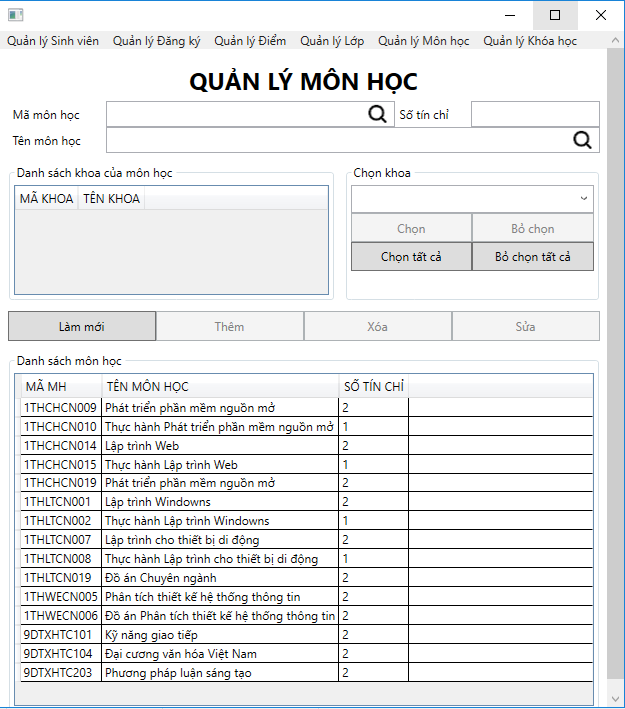 Quản lý Sinh viên Quản lý Đăng ký Quản lý Điểm Quản lý Lớp Quản lý Môn học Quản lý Khóa học
QUẢN LÝ MÔN HỌC
Mã môn học Số tín chỉ
Tên môn học
Danh sách khoa của môn học Chọn khoa
MÃ KHOA TÊN KHOA
Chọn Bỏ chọn
Chọn tất cả Bỏ chọn tất cả
Làm mới Thêm Xóa Sửa
Danh sách môn học
MÃ MH TÊN MÔN HỌC SỐ TÍN CHỈ
1THCHCN009 Phát triển phần mềm nguồn mở 2
1THCHCN010 Thực hành Phát triển phần mềm nguồn mở 1
1THCHCN014 Lập trình Web 2
1THCHCN015 Thực hành Lập trình Web 1
1THCHCN019 Phát triển phần mềm nguồn mở 2
1THLTCN001 Lập trình Windowns 2
1THLTCN002 Thực hành Lập trình Windowns 1
1THLTCN007 Lập trình cho thiết bị di động 2
1THLTCN008 Thực hành Lập trình cho thiết bị di động 1
1THLTCN019 Đồ án Chuyên ngành 2
1THWECN005 Phân tích thiết kế hệ thống thông tin 2
1THWECN006 Đồ án Phân tích thiết kế hệ thống thông tin 2
9DTXHTC101 Kỹ năng giao tiếp 2
9DTXHTC104 Đại cương văn hóa Việt Nam 2
9DTXHTC203 Phương pháp luận sáng tạo 2